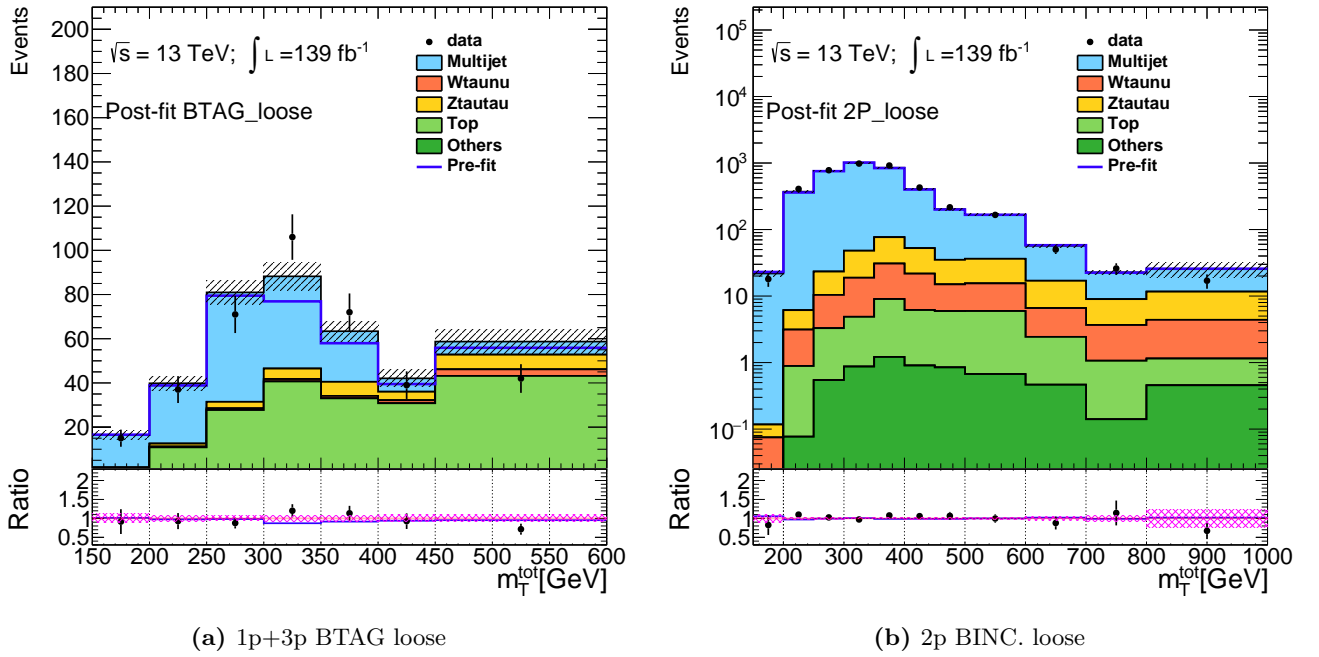 Events
210
200
180
160
140
120
100
80
60
40
20
√s = 13 TeV; ∫ L =139 fb⁻¹
Post-fit BTAG_loose
data
Multijet
Wtaunu
Ztautau
Top
Others
Pre-fit
Ratio
2
1.5
1
0.5
150 200 250 300 350 400 450 500 550 600
m_T^tot[GeV]
(a) 1p+3p BTAG loose
Events
10⁵
10⁴
10³
10²
10
1
10⁻¹
√s = 13 TeV; ∫ L =139 fb⁻¹
Post-fit 2P_loose
data
Multijet
Wtaunu
Ztautau
Top
Others
Pre-fit
Ratio
2
1.5
1
0.5
200 300 400 500 600 700 800 900 1000
m_T^tot[GeV]
(b) 2p BINC. loose